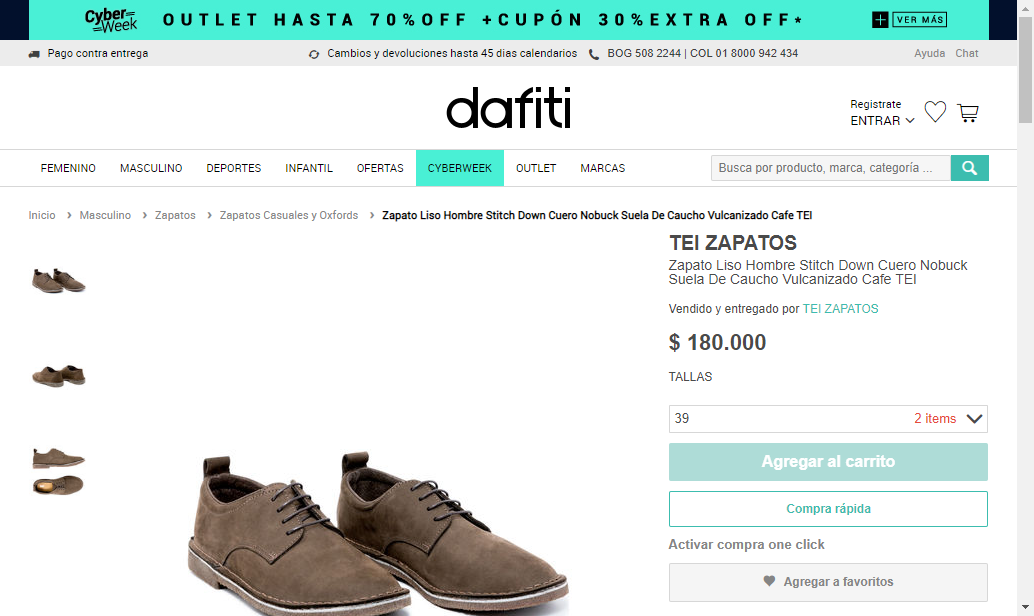 Cyber Week OUTLET HASTA 70%OFF +CUPÓN 30%EXTRA OFF* + VER MÁS
Pago contra entrega Cambios y devoluciones hasta 45 dias calendarios BOG 508 2244 | COL 01 8000 942 434 Ayuda Chat
dafiti
Registrate
ENTRAR
FEMENINO MASCULINO DEPORTES INFANTIL OFERTAS CYBERWEEK OUTLET MARCAS Busca por producto, marca, categoría ...
Inicio > Masculino > Zapatos > Zapatos Casuales y Oxfords > Zapato Liso Hombre Stitch Down Cuero Nobuck Suela De Caucho Vulcanizado Cafe TEI
TEI ZAPATOS
Zapato Liso Hombre Stitch Down Cuero Nobuck
Suela De Caucho Vulcanizado Cafe TEI
Vendido y entregado por TEI ZAPATOS
$ 180.000
TALLAS
39 2 items
Agregar al carrito
Compra rápida
Activar compra one click
Agregar a favoritos